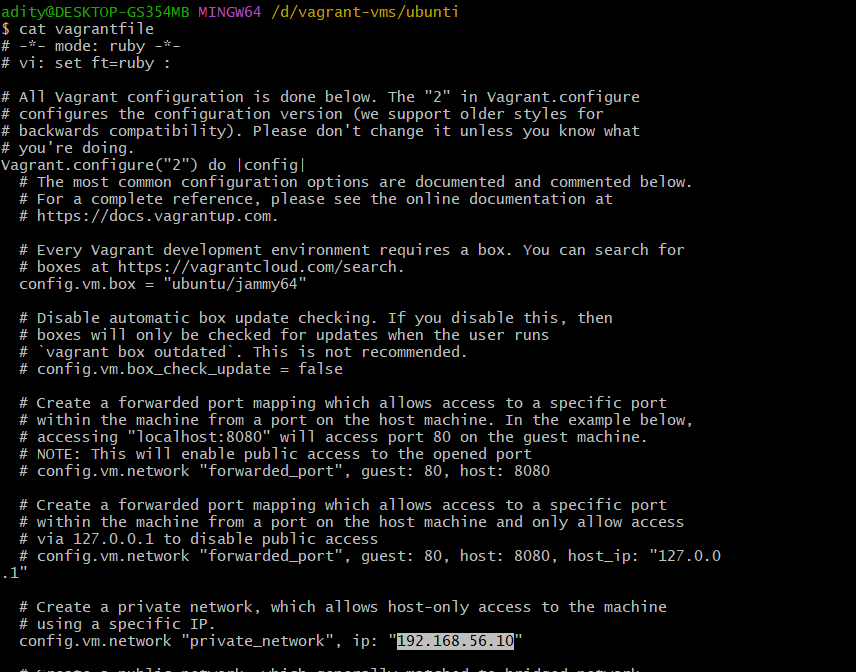 adity@DESKTOP-GS354MB MINGW64 /d/vagrant-vms/ubunti
$ cat vagrantfile
# -*- mode: ruby -*-
# vi: set ft=ruby :

# All Vagrant configuration is done below. The "2" in Vagrant.configure
# configures the configuration version (we support older styles for
# backwards compatibility). Please don't change it unless you know what
# you're doing.
Vagrant.configure("2") do |config|
  # The most common configuration options are documented and commented below.
  # For a complete reference, please see the online documentation at
  # https://docs.vagrantup.com.

  # Every Vagrant development environment requires a box. You can search for
  # boxes at https://vagrantcloud.com/search.
  config.vm.box = "ubuntu/jammy64"

  # Disable automatic box update checking. If you disable this, then
  # boxes will only be checked for updates when the user runs
  # `vagrant box outdated`. This is not recommended.
  # config.vm.box_check_update = false

  # Create a forwarded port mapping which allows access to a specific port
  # within the machine from a port on the host machine. In the example below,
  # accessing "localhost:8080" will access port 80 on the guest machine.
  # NOTE: This will enable public access to the opened port
  # config.vm.network "forwarded_port", guest: 80, host: 8080

  # Create a forwarded port mapping which allows access to a specific port
  # within the machine from a port on the host machine and only allow access
  # via 127.0.0.1 to disable public access
  # config.vm.network "forwarded_port", guest: 80, host: 8080, host_ip: "127.0.0
.1"

  # Create a private network, which allows host-only access to the machine
  # using a specific IP.
  config.vm.network "private_network", ip: "192.168.56.10"

  # Create a public network, which generally matched to bridged network.